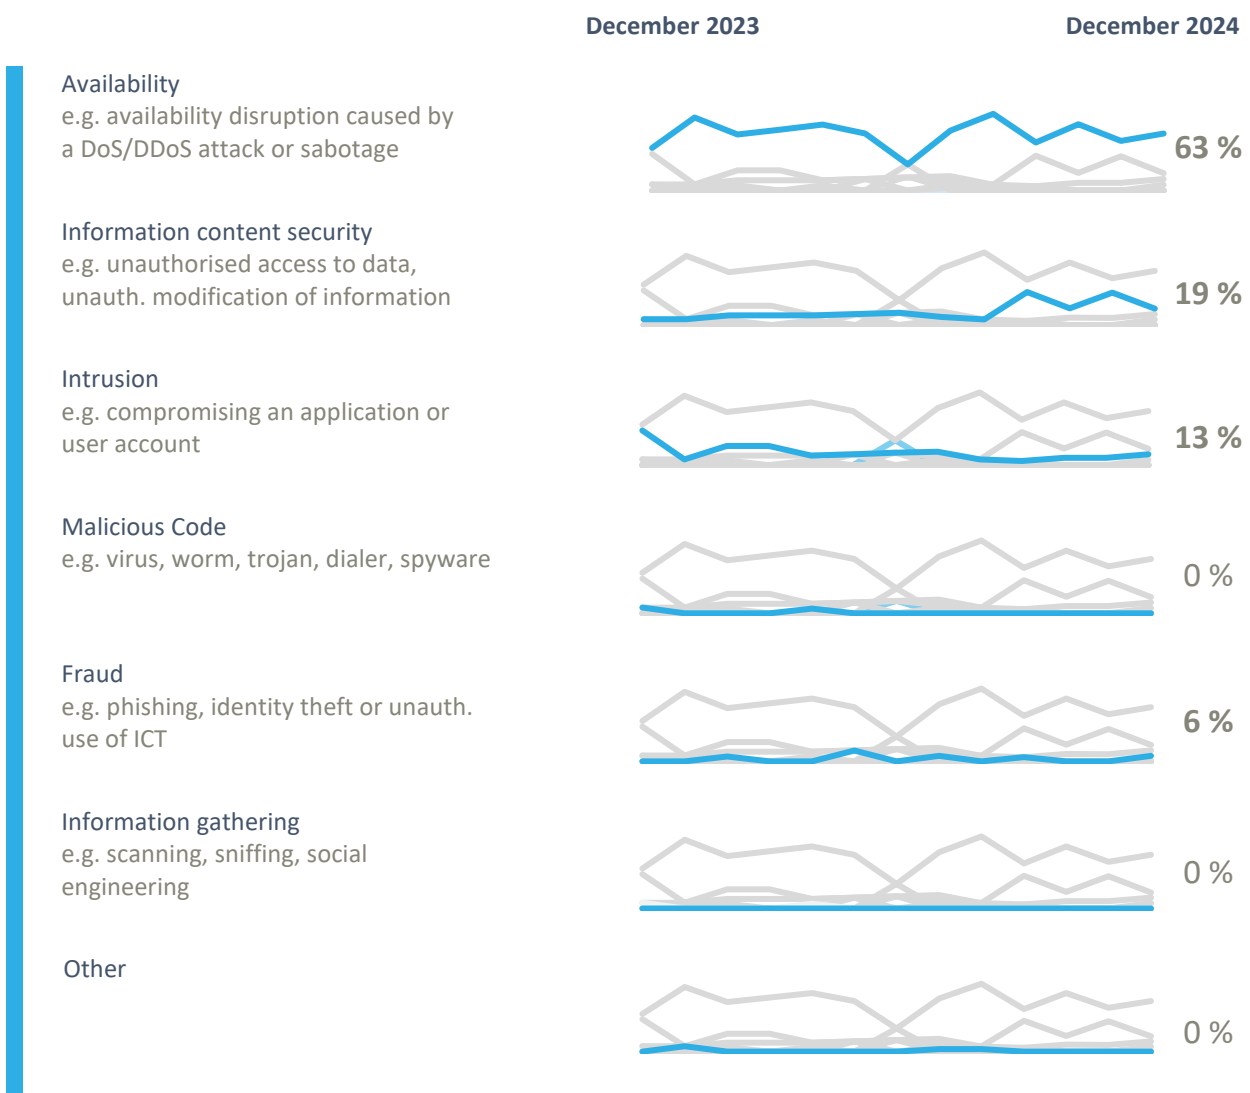 December 2023
December 2024
Availability
e.g. availability disruption caused by
a DoS/DDoS attack or sabotage
63 %
Information content security
e.g. unauthorised access to data,
unauth. modification of information
19 %
Intrusion
e.g. compromising an application or
user account
13 %
Malicious Code
e.g. virus, worm, trojan, dialer, spyware
0 %
Fraud
e.g. phishing, identity theft or unauth.
use of ICT
6 %
Information gathering
e.g. scanning, sniffing, social
engineering
0 %
Other
0 %